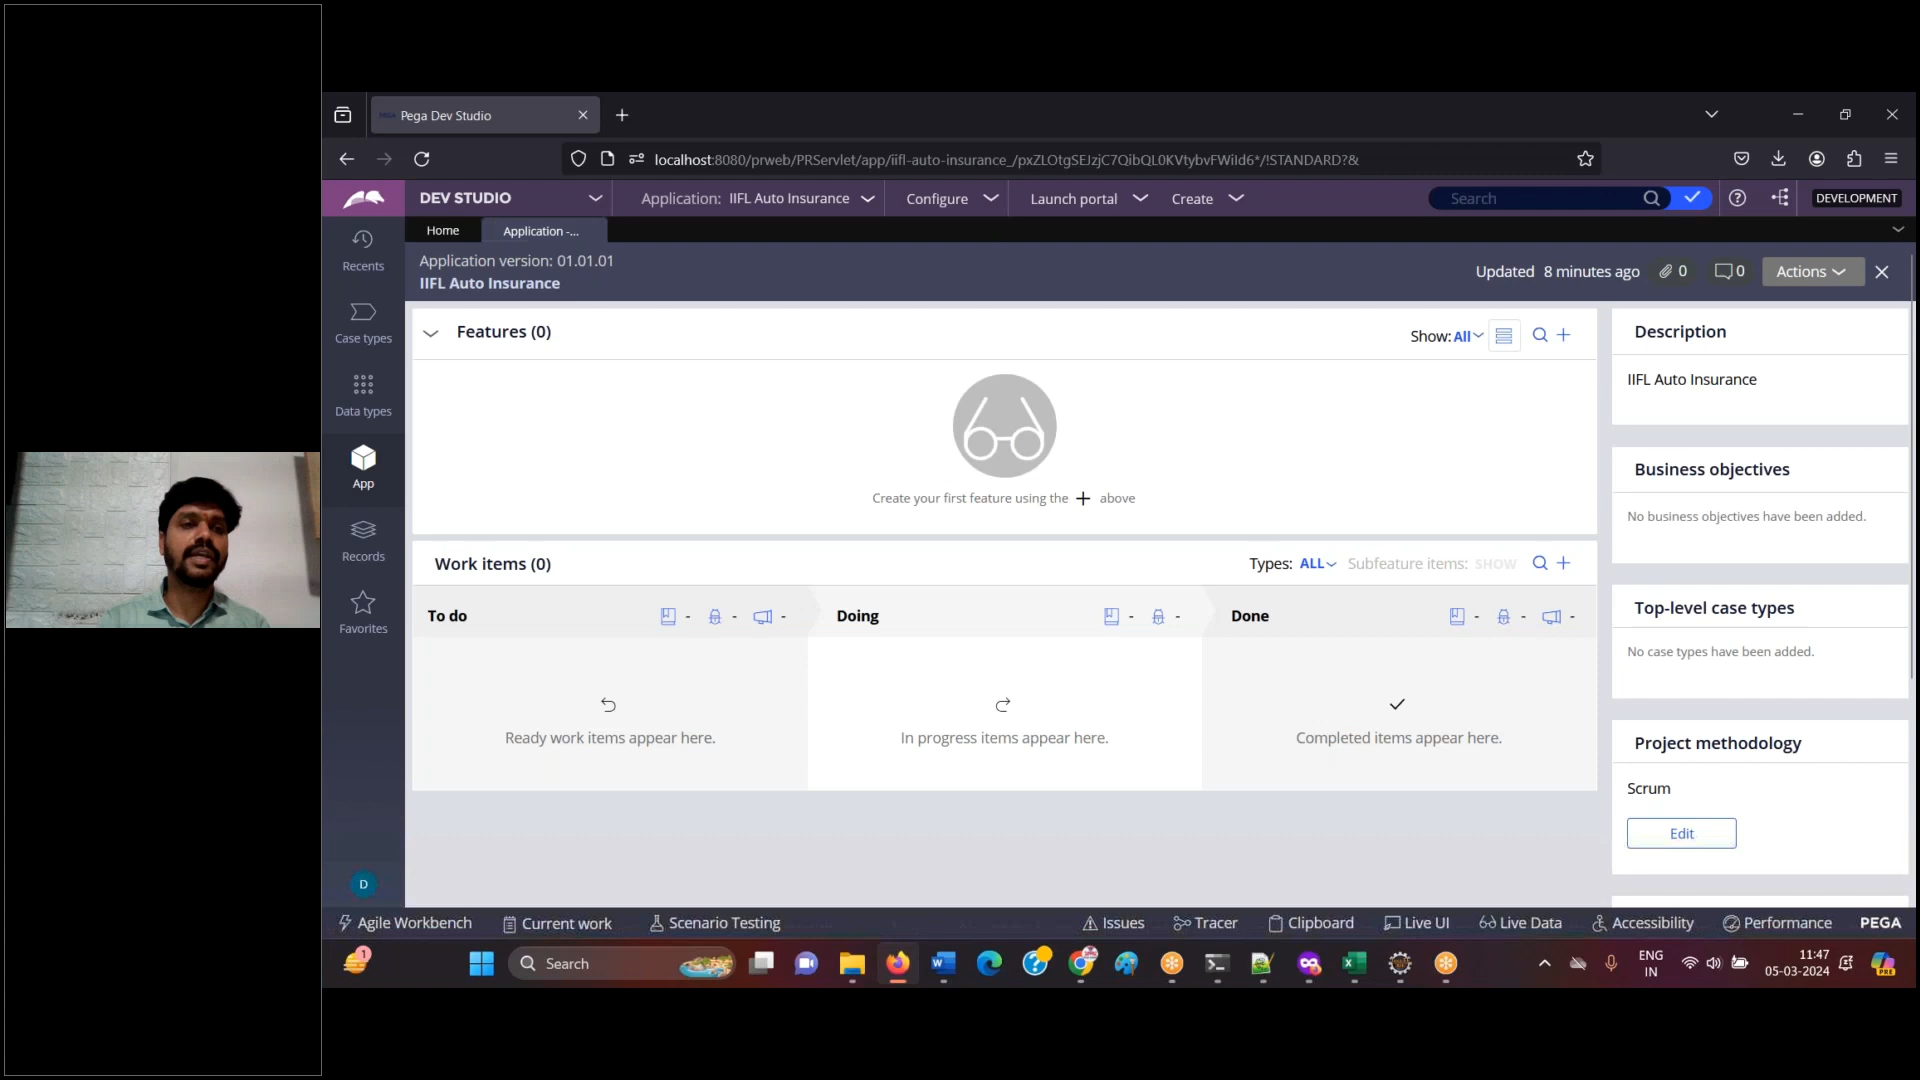 Pega Dev Studio
localhost:8080/prweb/PRServlet/app/iifl-auto-insurance_/pxZLOtgSEJzjC7QibQL0KVtybvFWiId6*/!STANDARD?&
DEV STUDIO
Application: IIFL Auto Insurance
Configure
Launch portal
Create
Search
DEVELOPMENT
Home
Application -...
Recents
Case types
Data types
App
Records
Favorites
D
Application version: 01.01.01
IIFL Auto Insurance
Updated 8 minutes ago
0
0
Actions
Features (0)
Show: All
Create your first feature using the + above
Work items (0)
Types: ALL
Subfeature items: SHOW
To do - - -
Doing - -
Done - - -
Ready work items appear here.
In progress items appear here.
Completed items appear here.
Description
IIFL Auto Insurance
Business objectives
No business objectives have been added.
Top-level case types
No case types have been added.
Project methodology
Scrum
Edit
Agile Workbench
Current work
Scenario Testing
Issues
Tracer
Clipboard
Live UI
Live Data
Accessibility
Performance
PEGA
1
Search
ENG
IN
11:47
05-03-2024
PRE